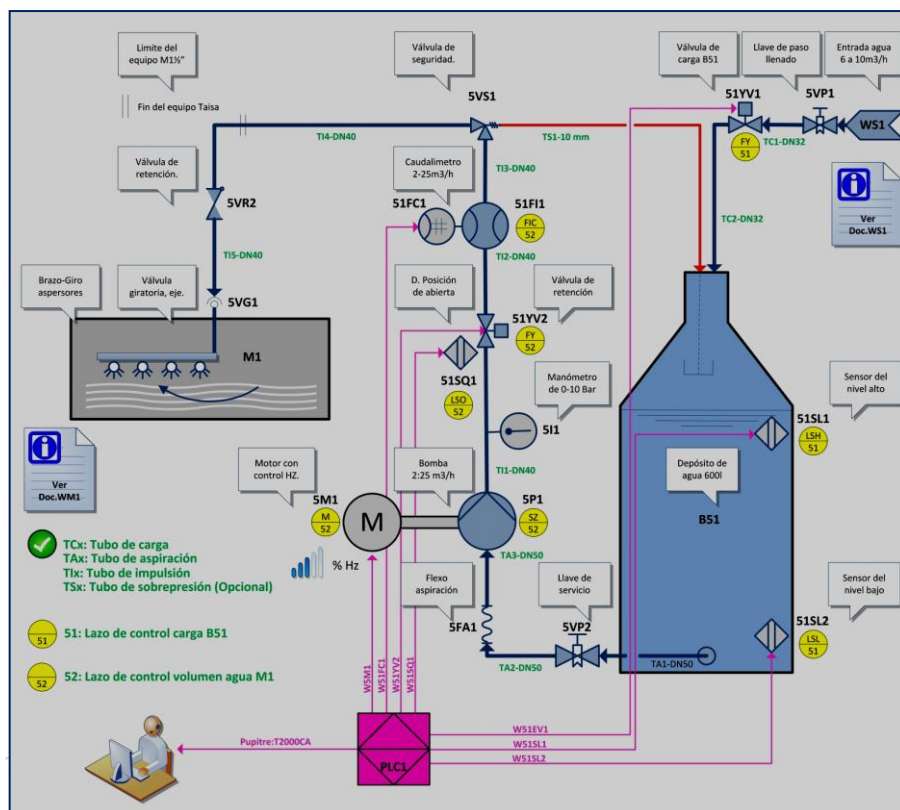 Limite del
equipo M1½"
Válvula de
seguridad.
Válvula de
carga B51
Llave de paso
llenado
Entrada agua
6 a 10m3/h
Fin del equipo Taisa
5VS1
51YV1
5VP1
WS1
TI4-DN40
TS1-10 mm
TC1-DN32
FY
51
Válvula de
retención.
Caudalimetro
2-25m3/h
TI3-DN40
5VR2
51FC1
51FI1
FIC
52
TC2-DN32
Ver
Doc.WS1
TI5-DN40
TI2-DN40
Brazo-Giro
aspersores
Válvula
giratoria, eje.
D. Posición
de abierta
Válvula de
retención
5VG1
51YV2
FY
52
M1
51SQ1
LSO
52
Manómetro
de 0-10 Bar
Sensor del
nivel alto
5I1
51SL1
LSH
51
Ver
Doc.WM1
Motor con
control HZ.
Bomba
2:25 m3/h
TI1-DN40
Depósito de
agua 600l
B51
5M1
M
52
M
5P1
SZ
52
% Hz
TA3-DN50
TCx: Tubo de carga
TAx: Tubo de aspiración
TIx: Tubo de impulsión
TSx: Tubo de sobrepresión (Opcional)
Flexo
aspiración
Llave de
servicio
Sensor del
nivel bajo
5FA1
5VP2
51SL2
LSL
51
51
51: Lazo de control carga B51
TA2-DN50
TA1-DN50
52
52: Lazo de control volumen agua M1
W5M1
W51FC1
W51YV2
W51SQ1
Pupitre:T2000CA
PLC1
W51EV1
W51SL1
W51SL2